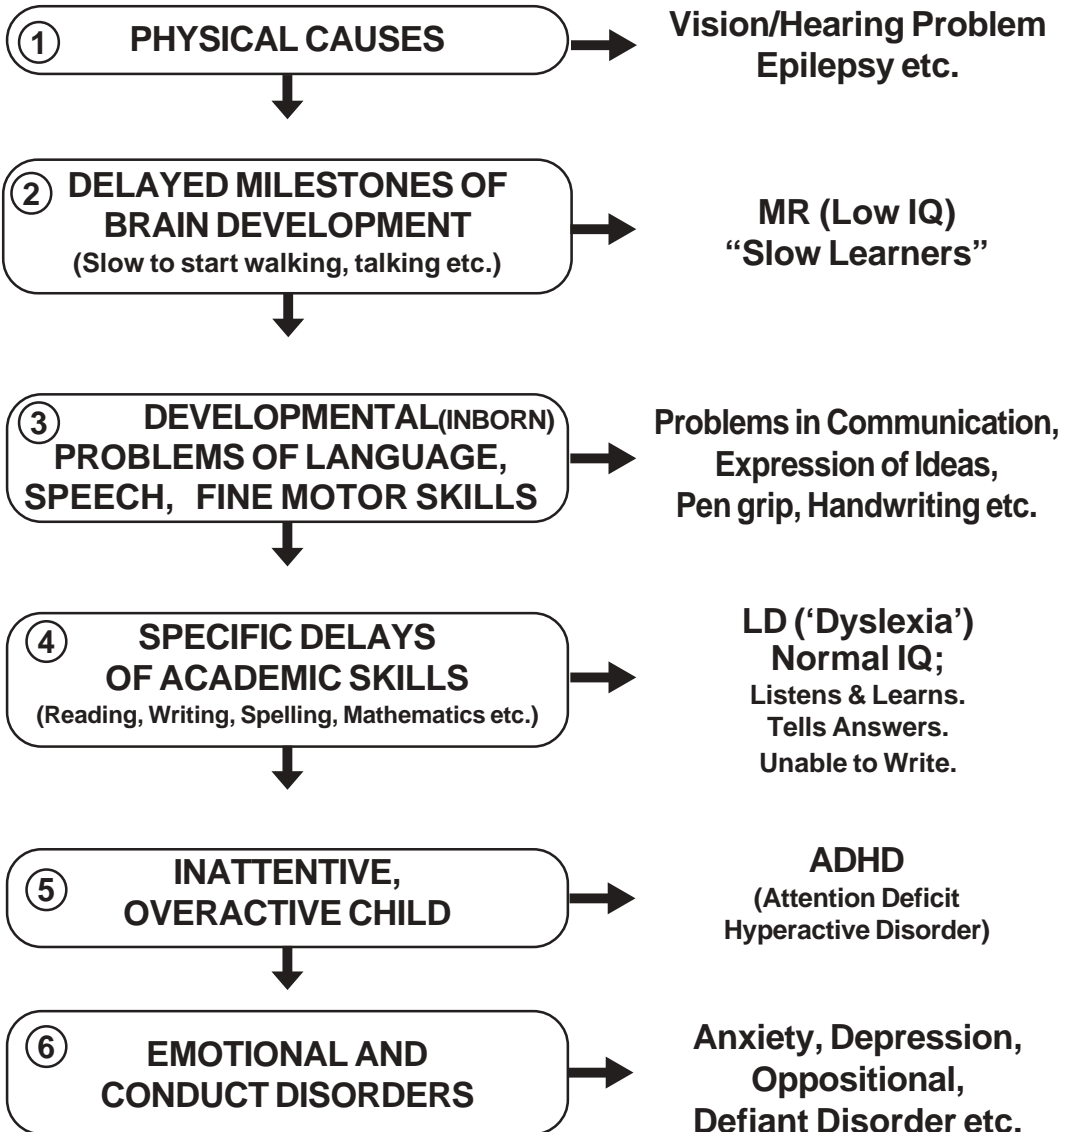 1 PHYSICAL CAUSES
Vision/Hearing Problem
Epilepsy etc.
2 DELAYED MILESTONES OF
BRAIN DEVELOPMENT
(Slow to start walking, talking etc.)
MR (Low IQ)
“Slow Learners”
3 DEVELOPMENTAL(INBORN)
PROBLEMS OF LANGUAGE,
SPEECH, FINE MOTOR SKILLS
Problems in Communication,
Expression of Ideas,
Pen grip, Handwriting etc.
4 SPECIFIC DELAYS
OF ACADEMIC SKILLS
(Reading, Writing, Spelling, Mathematics etc.)
LD (‘Dyslexia’)
Normal IQ;
Listens & Learns.
Tells Answers.
Unable to Write.
5 INATTENTIVE,
OVERACTIVE CHILD
ADHD
(Attention Deficit
Hyperactive Disorder)
6 EMOTIONAL AND
CONDUCT DISORDERS
Anxiety, Depression,
Oppositional,
Defiant Disorder etc.